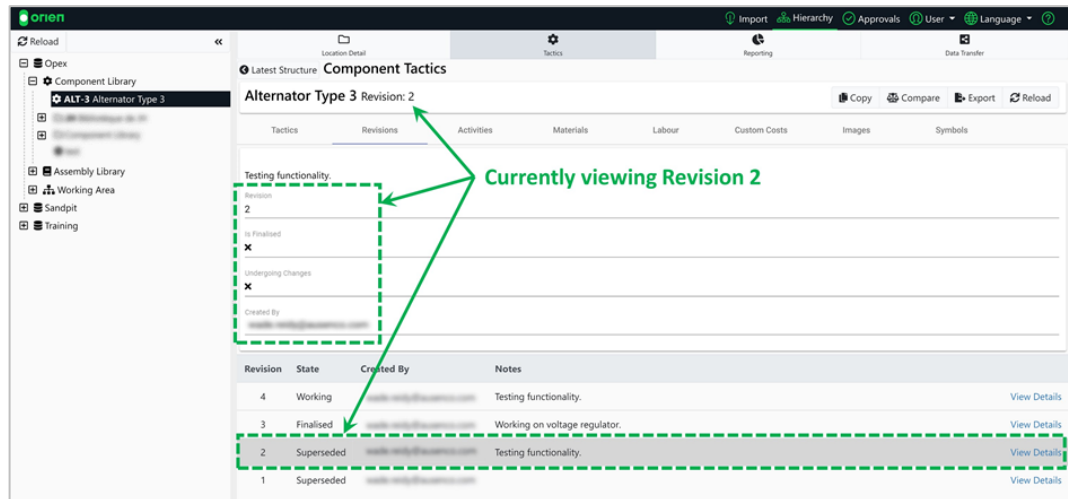 orien
Import Hierarchy Approvals User Language
Reload
Opex
Component Library
ALT-3 Alternator Type 3
Assembly Library
Working Area
Sandpit
Training
Location Detail Tactics Reporting Data Transfer
Latest Structure Component Tactics
Alternator Type 3 Revision: 2 Copy Compare Export Reload
Tactics Revisions Activities Materials Labour Custom Costs Images Symbols
Testing functionality.
Currently viewing Revision 2
Revision
2
Is Finalised
Undergoing Changes
Created By
Revision State Created By Notes
4 Working Testing functionality. View Details
3 Finalised Working on voltage regulator. View Details
2 Superseded Testing functionality. View Details
1 Superseded View Details